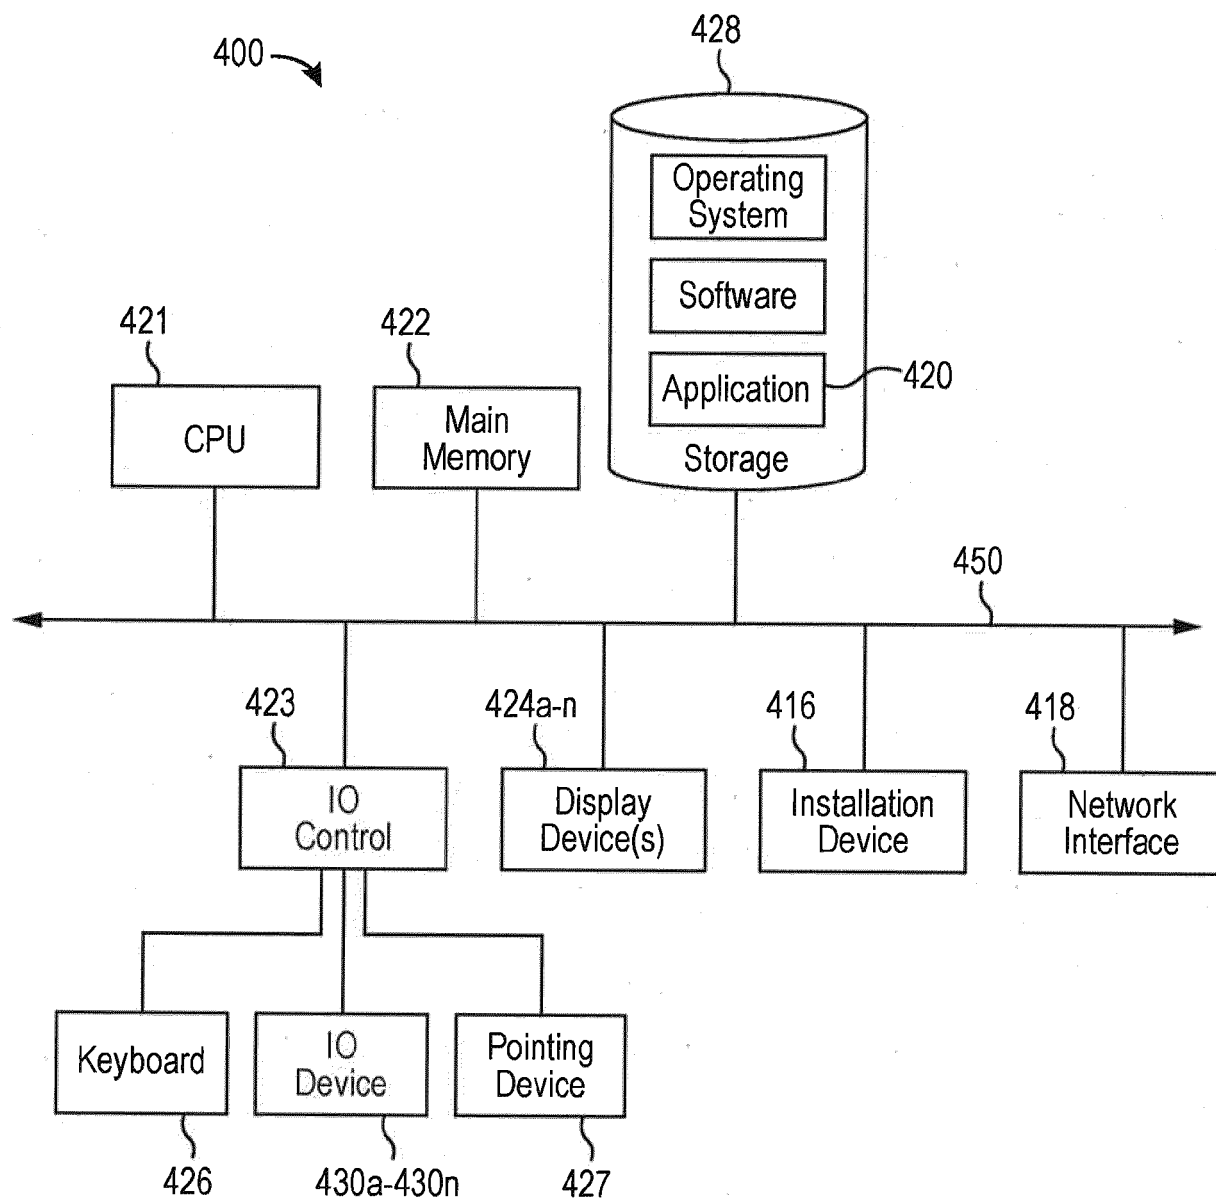 400
428
Operating
System
Software
Application
420
Storage
421
CPU
422
Main
Memory
450
423
IO
Control
424a-n
Display
Device(s)
416
Installation
Device
418
Network
Interface
Keyboard
426
IO
Device
430a-430n
Pointing
Device
427